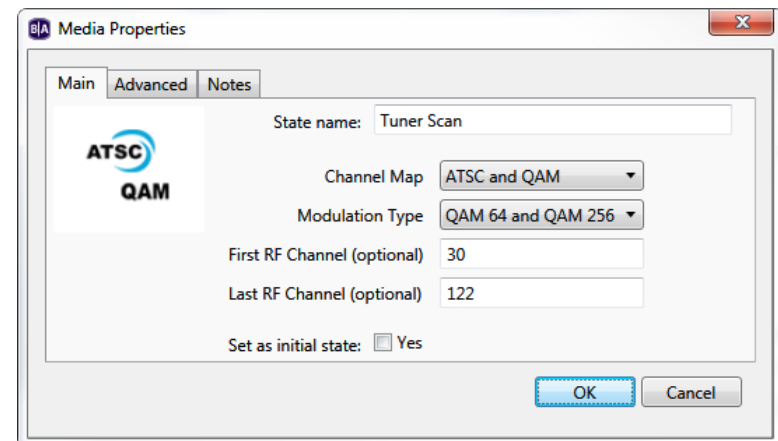 B|A Media Properties
Main Advanced Notes
ATSC
QAM
State name: Tuner Scan
Channel Map ATSC and QAM
Modulation Type QAM 64 and QAM 256
First RF Channel (optional) 30
Last RF Channel (optional) 122
Set as initial state: Yes
OK Cancel